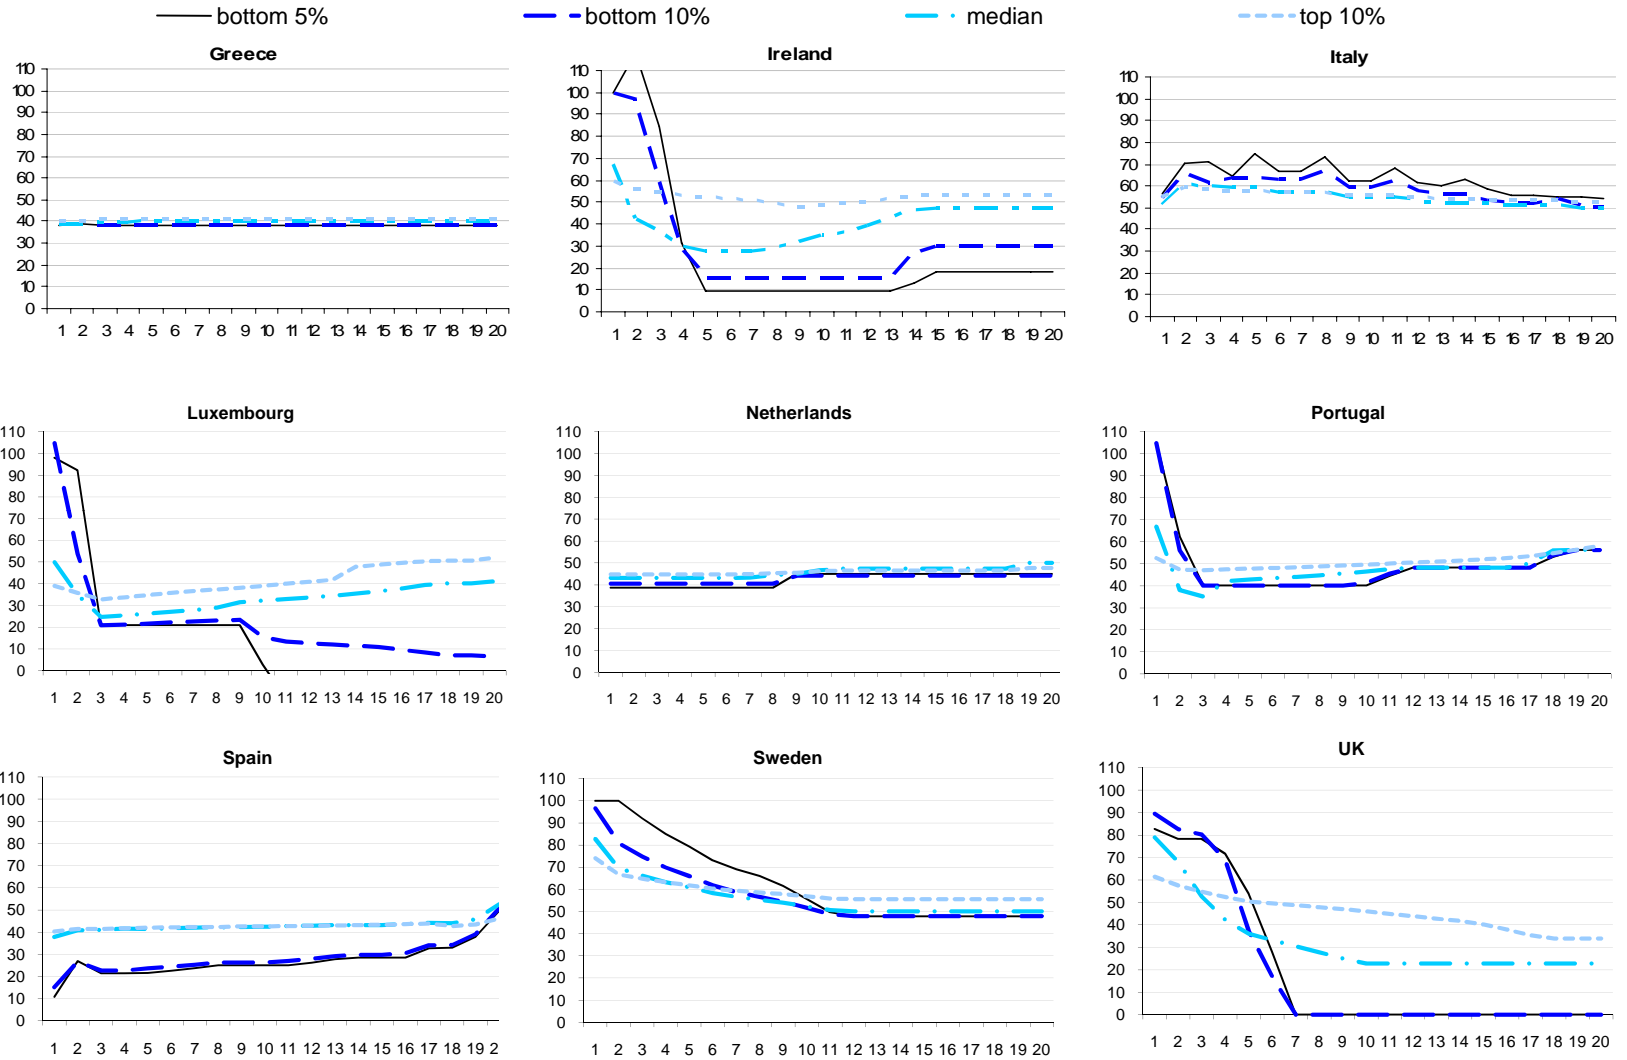 bottom 5% bottom 10% median top 10%
Greece Ireland Italy
110 100 90 80 70 60 50 40 30 20 10 0
1 2 3 4 5 6 7 8 9 10 11 12 13 14 15 16 17 18 19 20
110 100 90 80 70 60 50 40 30 20 10 0
1 2 3 4 5 6 7 8 9 10 11 12 13 14 15 16 17 18 19 20
110 100 90 80 70 60 50 40 30 20 10 0
1 2 3 4 5 6 7 8 9 10 11 12 13 14 15 16 17 18 19 20
Luxembourg Netherlands Portugal
110 100 90 80 70 60 50 40 30 20 10 0
1 2 3 4 5 6 7 8 9 10 11 12 13 14 15 16 17 18 19 20
110 100 90 80 70 60 50 40 30 20 10 0
1 2 3 4 5 6 7 8 9 10 11 12 13 14 15 16 17 18 19 20
110 100 90 80 70 60 50 40 30 20 10 0
1 2 3 4 5 6 7 8 9 10 11 12 13 14 15 16 17 18 19 20
Spain Sweden UK
110 100 90 80 70 60 50 40 30 20 10 0
1 2 3 4 5 6 7 8 9 10 11 12 13 14 15 16 17 18 19 2
110 100 90 80 70 60 50 40 30 20 10 0
1 2 3 4 5 6 7 8 9 10 11 12 13 14 15 16 17 18 19 20
110 100 90 80 70 60 50 40 30 20 10 0
1 2 3 4 5 6 7 8 9 10 11 12 13 14 15 16 17 18 19 20